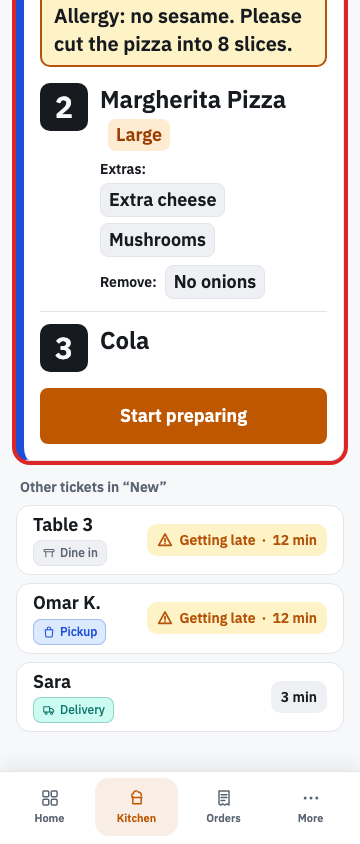 Allergy: no sesame. Please
cut the pizza into 8 slices.
2 Margherita Pizza
Large
Extras:
Extra cheese
Mushrooms
Remove: No onions
3 Cola
Start preparing
Other tickets in “New”
Table 3
Dine in
Getting late · 12 min
Omar K.
Pickup
Getting late · 12 min
Sara
Delivery
3 min
Home Kitchen Orders More